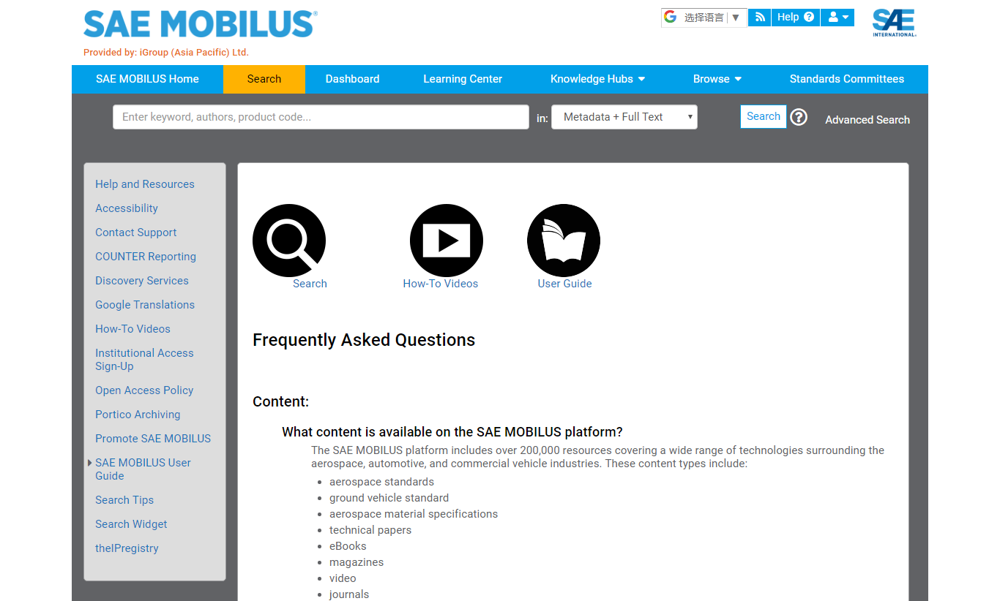 SAE MOBILUS®
Provided by: iGroup (Asia Pacific) Ltd.
选择语言 ▼
Help
SAE
INTERNATIONAL.
SAE MOBILUS Home
Search
Dashboard
Learning Center
Knowledge Hubs
Browse
Standards Committees
Enter keyword, authors, product code...
in:
Metadata + Full Text
Search
Advanced Search
Help and Resources
Accessibility
Contact Support
COUNTER Reporting
Discovery Services
Google Translations
How-To Videos
Institutional Access
Sign-Up
Open Access Policy
Portico Archiving
Promote SAE MOBILUS
SAE MOBILUS User
Guide
Search Tips
Search Widget
theIPregistry
Search
How-To Videos
User Guide
Frequently Asked Questions
Content:
What content is available on the SAE MOBILUS platform?
The SAE MOBILUS platform includes over 200,000 resources covering a wide range of technologies surrounding the
aerospace, automotive, and commercial vehicle industries. These content types include:
• aerospace standards
• ground vehicle standard
• aerospace material specifications
• technical papers
• eBooks
• magazines
• video
• journals